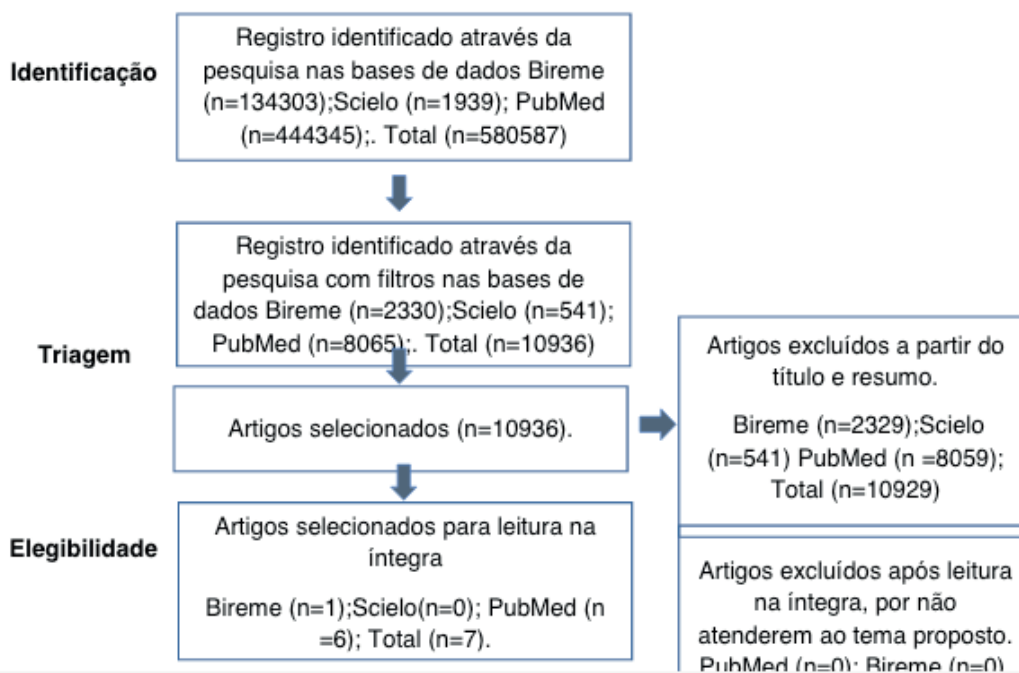 Identificação
Registro identificado através da
pesquisa nas bases de dados Bireme
(n=134303);Scielo (n=1939); PubMed
(n=444345);. Total (n=580587)
Registro identificado através da
pesquisa com filtros nas bases de
dados Bireme (n=2330);Scielo (n=541);
PubMed (n=8065);. Total (n=10936)
Triagem
Artigos selecionados (n=10936).
Artigos excluídos a partir do
título e resumo.
Bireme (n=2329);Scielo
(n=541) PubMed (n =8059);
Total (n=10929)
Elegibilidade
Artigos selecionados para leitura na
íntegra
Bireme (n=1);Scielo(n=0); PubMed (n
=6); Total (n=7).
Artigos excluídos após leitura
na íntegra, por não
atenderem ao tema proposto.
PubMed (n=0); Bireme (n=0)